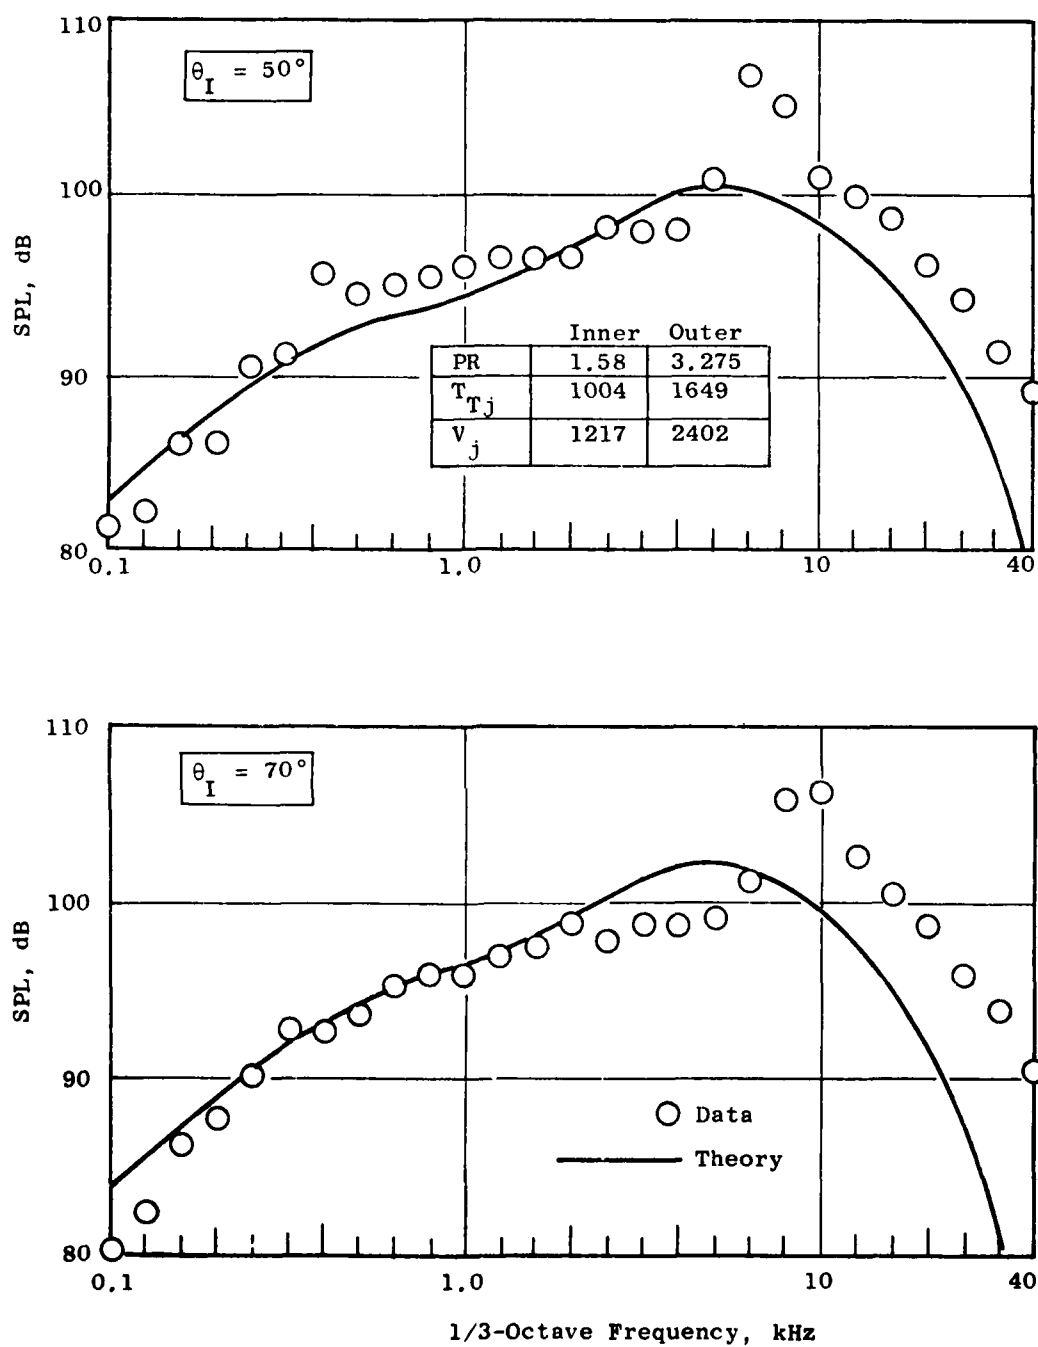 110
θI = 50°
100
SPL, dB
Inner Outer
PR 1.58 3.275
TTj 1004 1649
Vj 1217 2402
90
80
0.1 1.0 10 40
110
θI = 70°
100
SPL, dB
90
Data
Theory
80
0.1 1.0 10 40
1/3-Octave Frequency, kHz